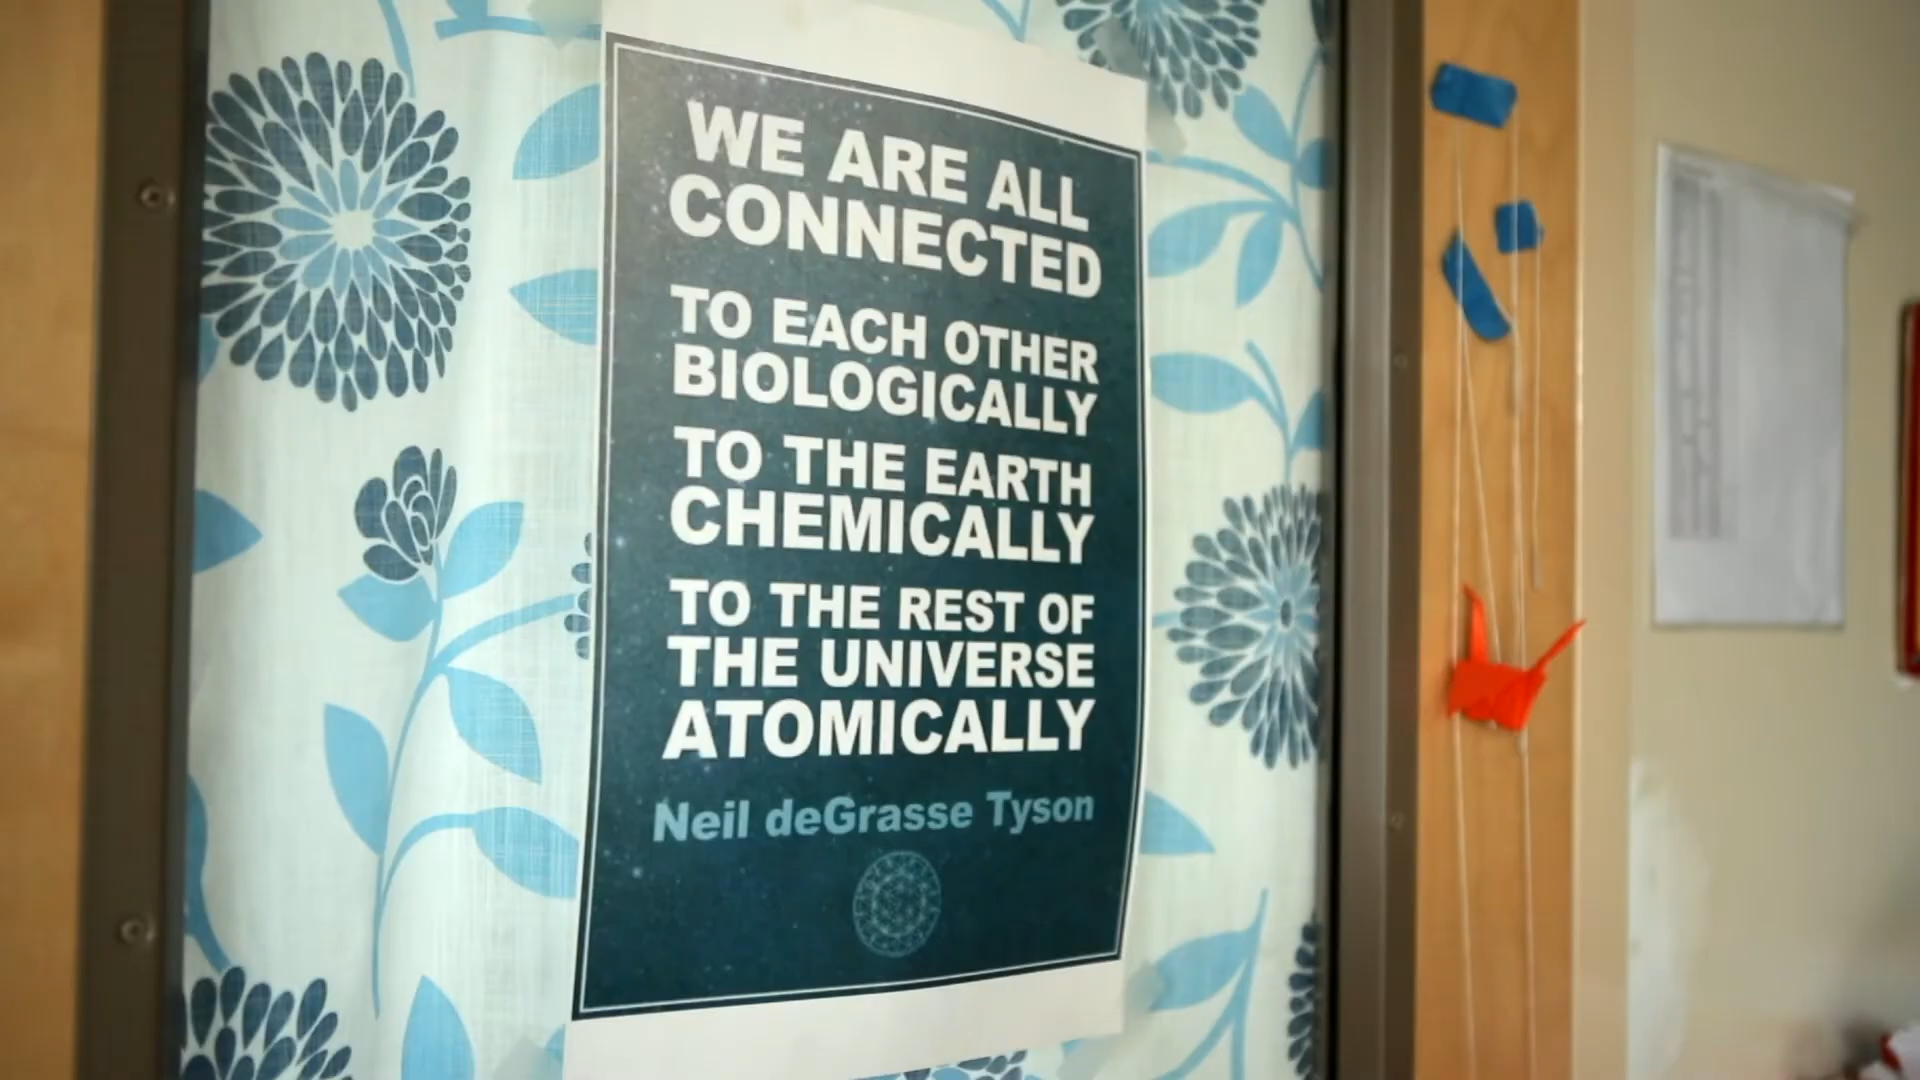 WE ARE ALL
CONNECTED
TO EACH OTHER
BIOLOGICALLY
TO THE EARTH
CHEMICALLY
TO THE REST OF
THE UNIVERSE
ATOMICALLY
Neil deGrasse Tyson